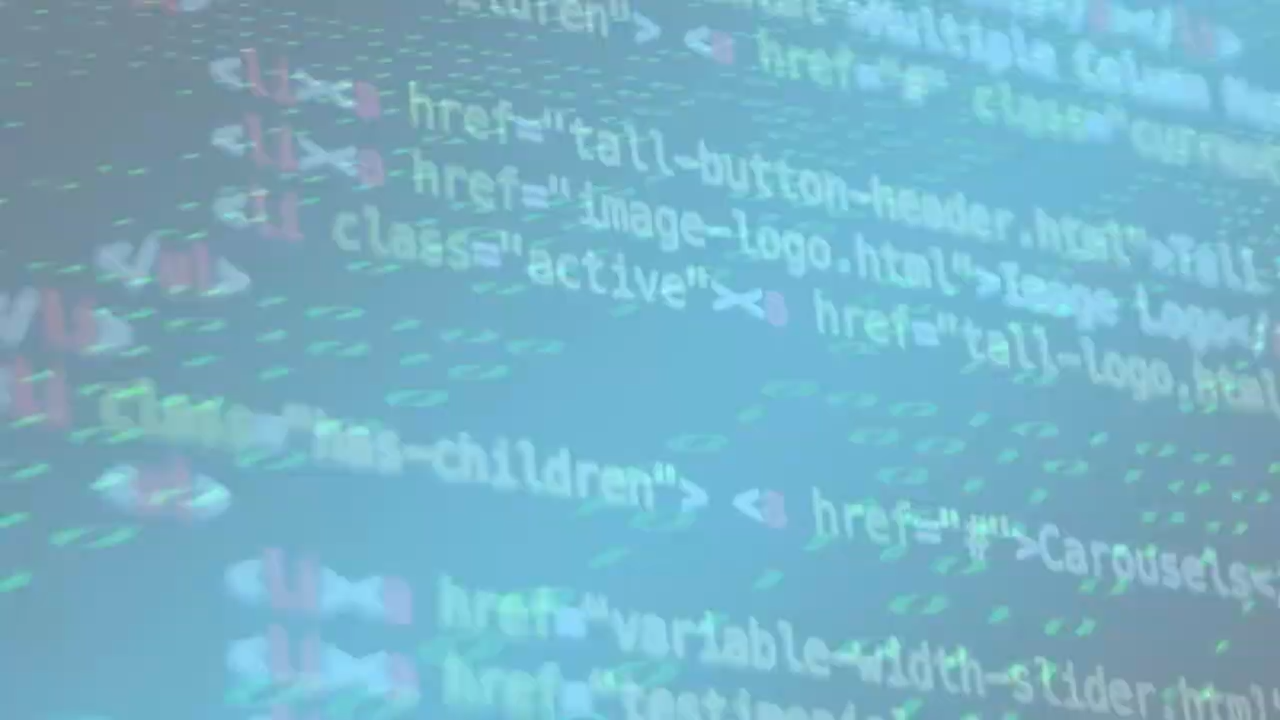 children"> <a href="#" class="current
<li><a href="tall-button-header.html">Tall
<li><a href="image-logo.html">Image Logo</
<li class="active"><a href="tall-logo.html
</ul>
</li>
<li class="has-children"> <a href="#">Carousels<
<ul>
<li><a href="variable-width-slider.html"
<li><a href="testimonial